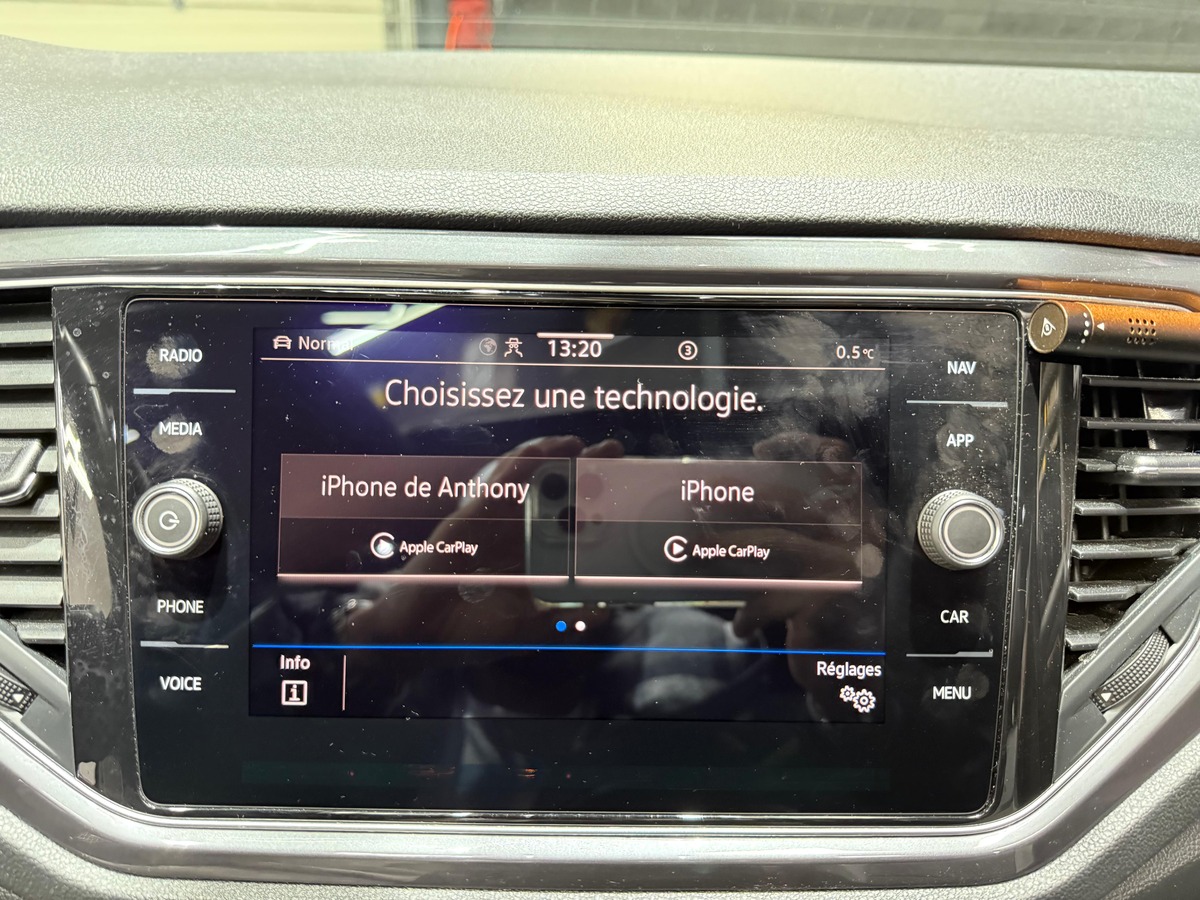 RADIO
MEDIA
PHONE
VOICE
Normal
13:20
3
0.5°C
Choisissez une technologie.
iPhone de Anthony
Apple CarPlay
iPhone
Apple CarPlay
Info
i
Réglages
NAV
APP
CAR
MENU